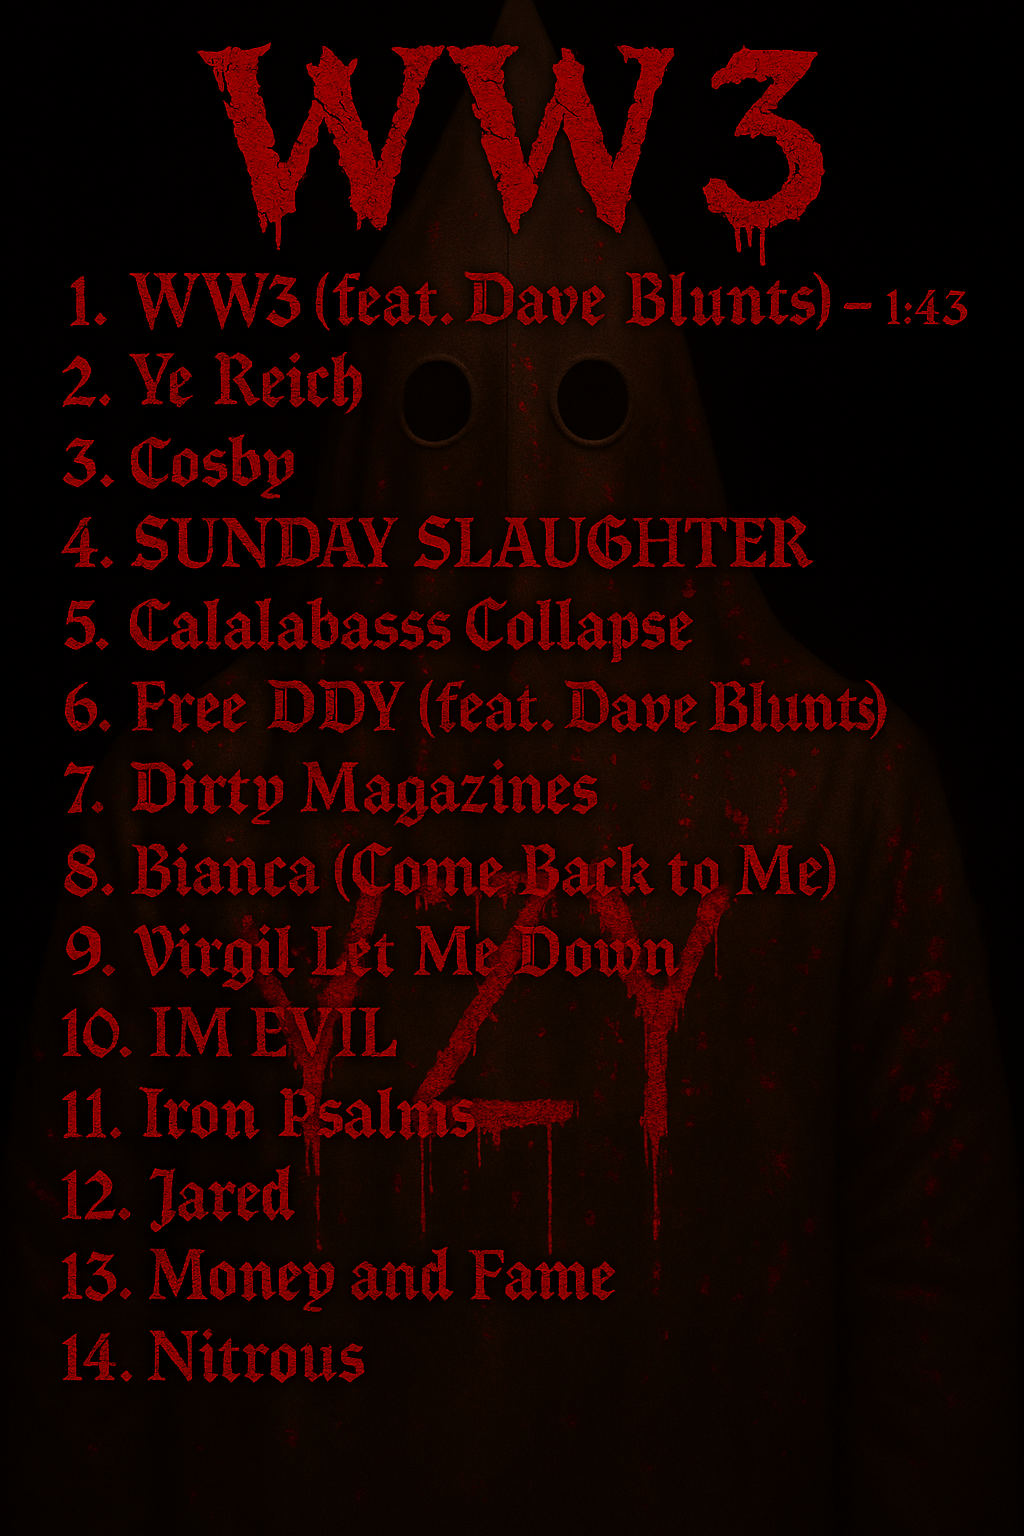 WW3
1. WW3 (feat. Dave Blunts) – 1:43
2. Ye Reich
3. Cosby
4. SUNDAY SLAUGHTER
5. Calalabasss Collapse
6. Free DDY (feat. Dave Blunts)
7. Dirty Magazines
8. Bianca (Come Back to Me)
9. Virgil Let Me Down
10. IM EVIL
11. Iron Psalms
12. Jared
13. Money and Fame
14. Nitrous
YZY